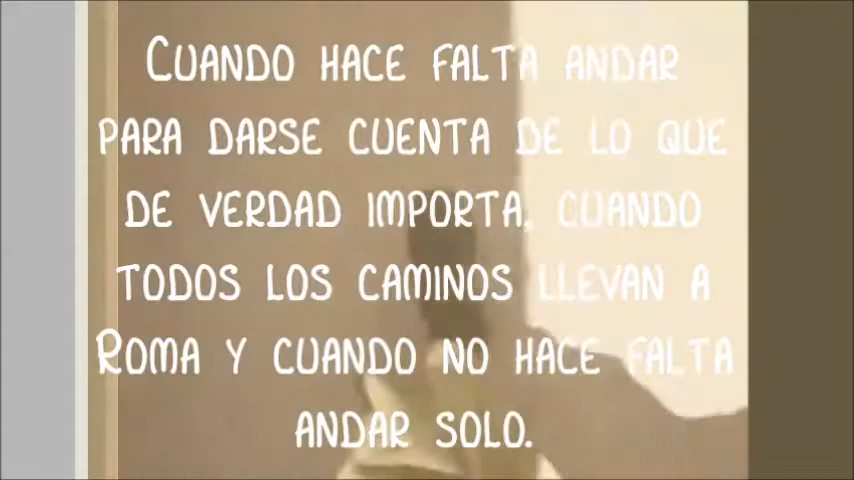 Cuando hace falta andar
para darse cuenta de lo que
de verdad importa, cuando
todos los caminos llevan a
Roma y cuando no hace falta
andar solo.